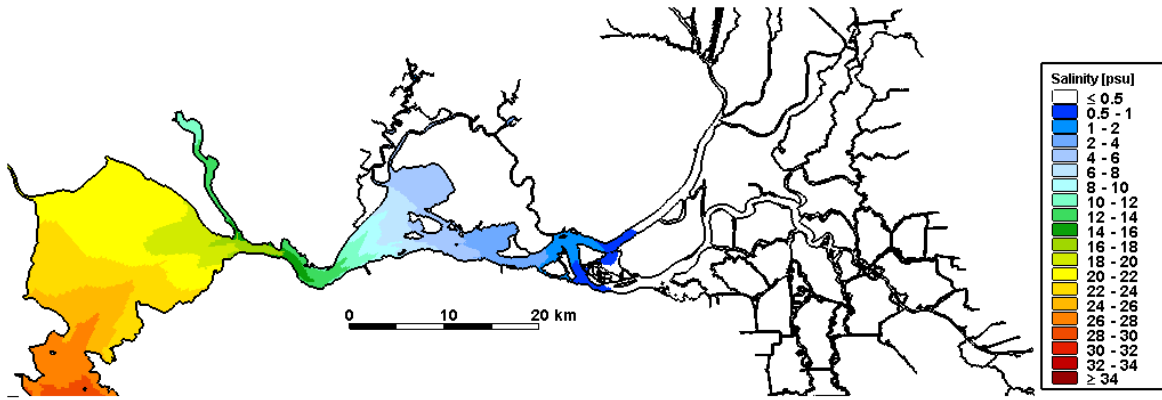 Salinity [psu]
≤ 0.5
0.5 - 1
1 - 2
2 - 4
4 - 6
6 - 8
8 - 10
10 - 12
12 - 14
14 - 16
16 - 18
18 - 20
20 - 22
22 - 24
24 - 26
26 - 28
28 - 30
30 - 32
32 - 34
≥ 34
0 10 20 km